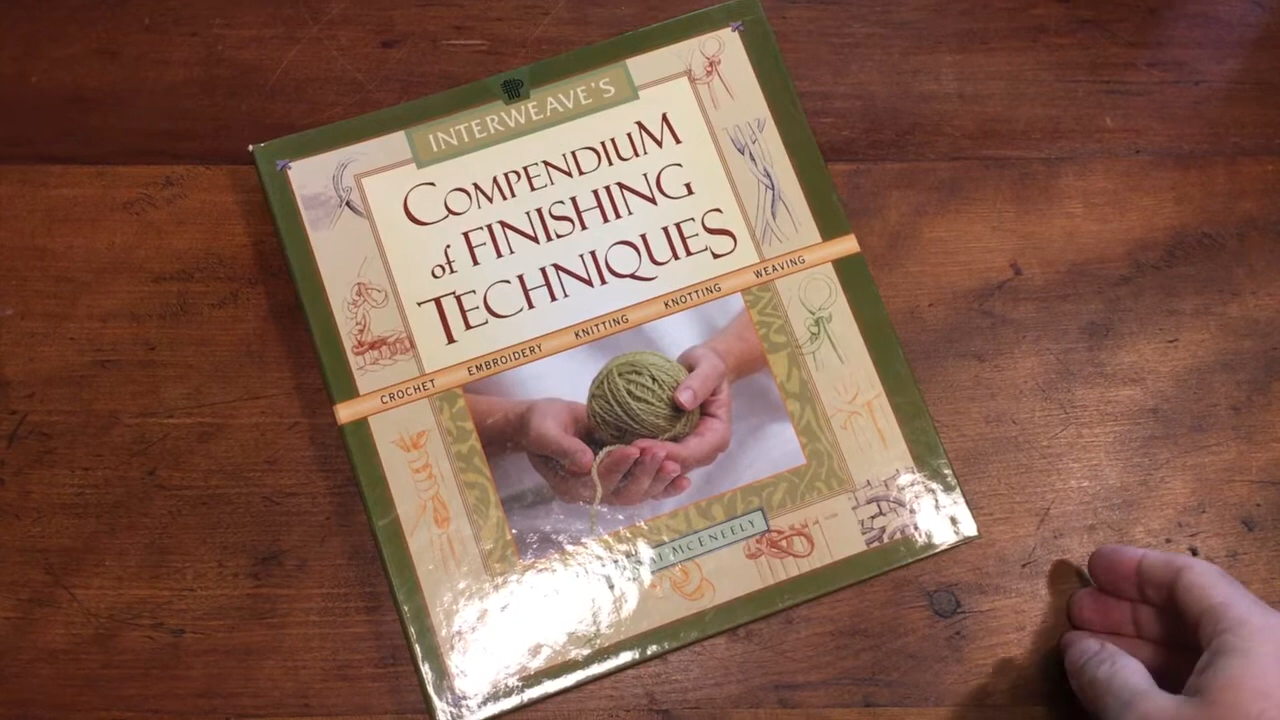 INTERWEAVE'S
COMPENDIUM
of FINISHING
TECHNIQUES
CROCHET EMBROIDERY KNITTING KNOTTING WEAVING
MCENEELY